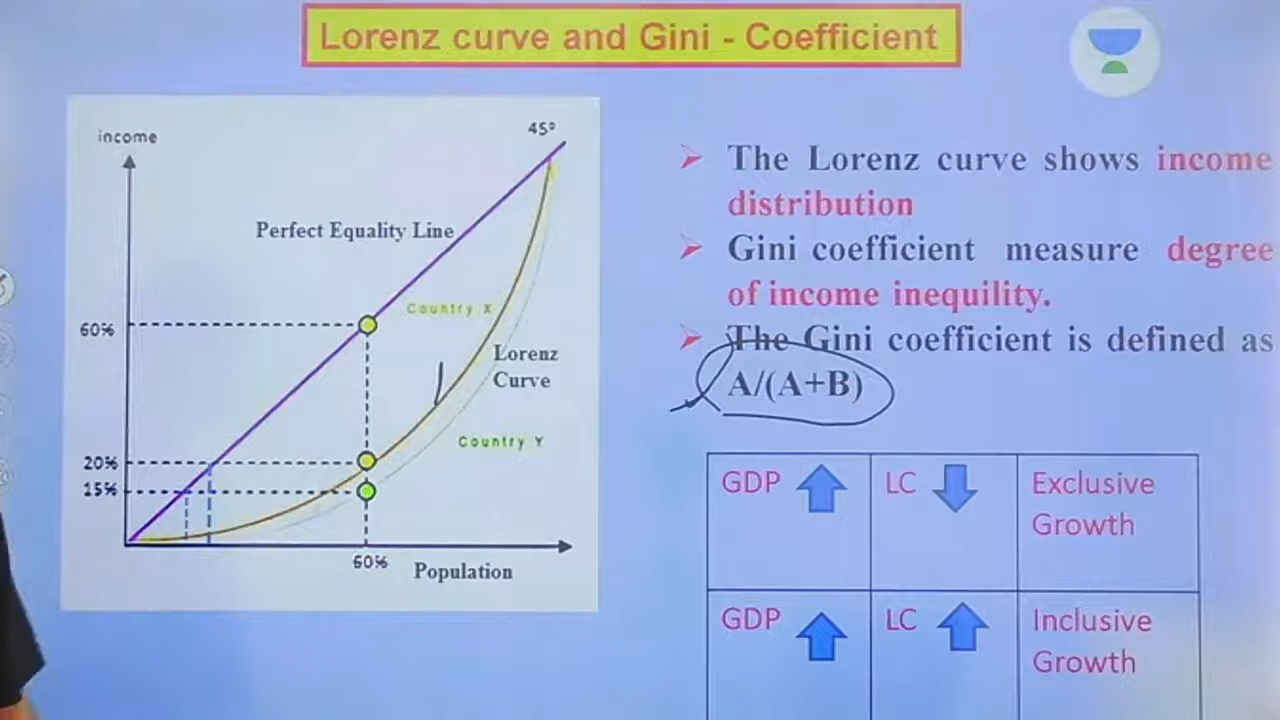 Lorenz curve and Gini - Coefficient
income
45º
Perfect Equality Line
60%
Country X
Lorenz
Curve
Country Y
20%
15%
60%
Population
The Lorenz curve shows income
distribution
Gini coefficient measure degree
of income inequility.
The Gini coefficient is defined as
A/(A+B)
GDP LC Exclusive
Growth
GDP LC Inclusive
Growth